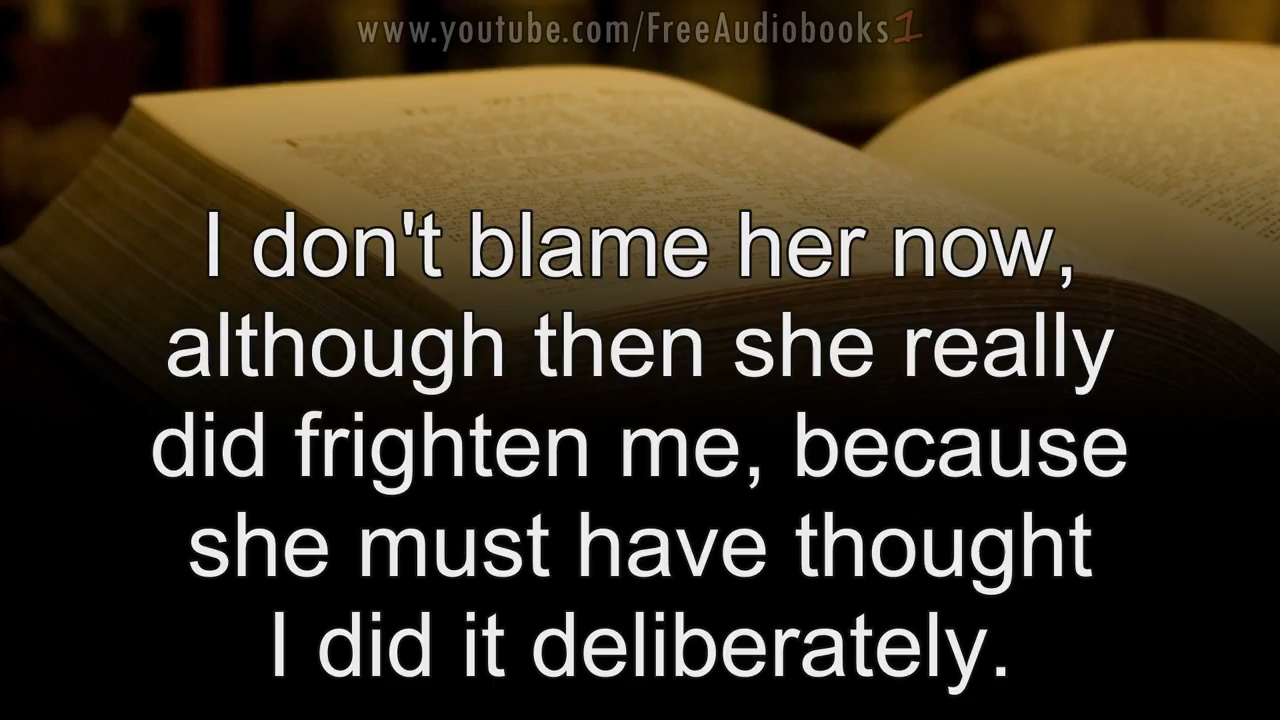 www.youtube.com/FreeAudiobooks1
I don't blame her now,
although then she really
did frighten me, because
she must have thought
I did it deliberately.